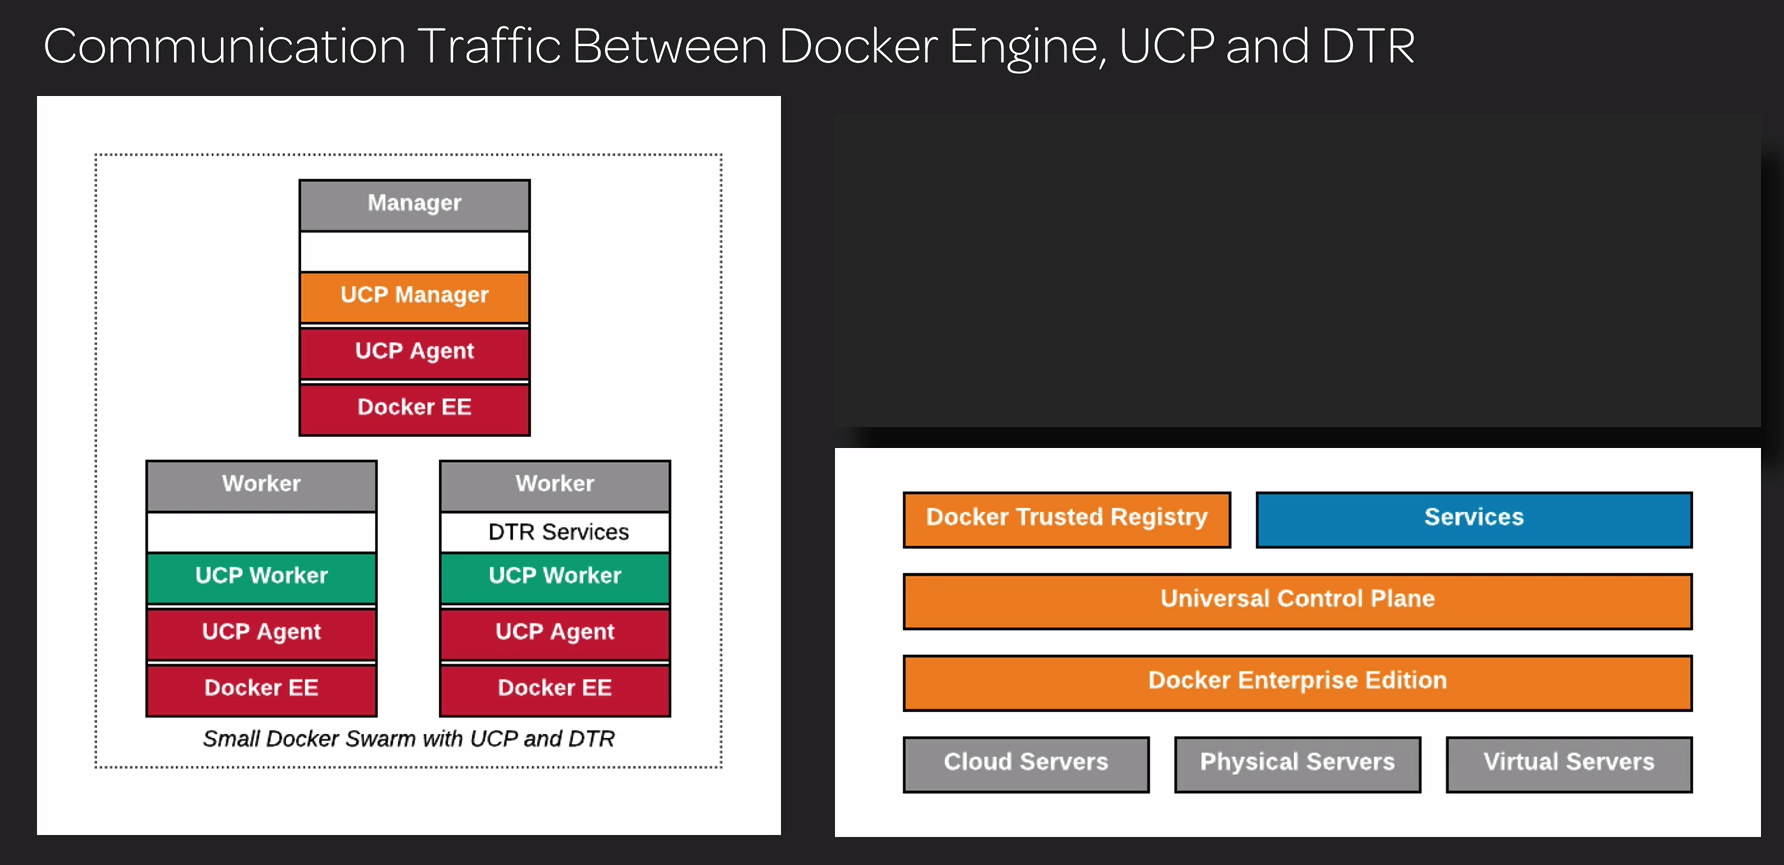 Communication Traffic Between Docker Engine, UCP and DTR
Manager
UCP Manager
UCP Agent
Docker EE
Worker
UCP Worker
UCP Agent
Docker EE
Worker
DTR Services
UCP Worker
UCP Agent
Docker EE
Small Docker Swarm with UCP and DTR
Docker Trusted Registry
Services
Universal Control Plane
Docker Enterprise Edition
Cloud Servers
Physical Servers
Virtual Servers